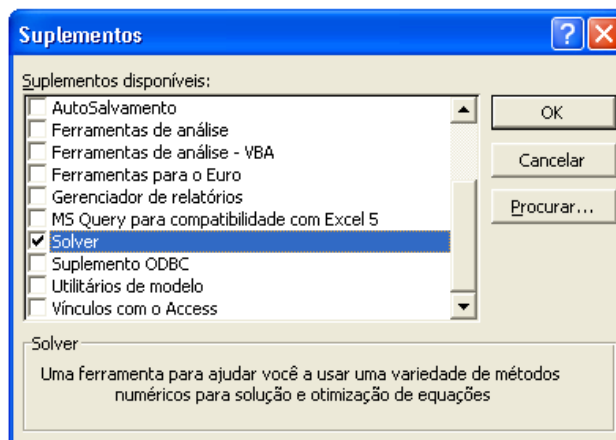 Suplementos
Suplementos disponíveis:
AutoSalvamento
Ferramentas de análise
Ferramentas de análise - VBA
Ferramentas para o Euro
Gerenciador de relatórios
MS Query para compatibilidade com Excel 5
Solver
Suplemento ODBC
Utilitários de modelo
Vínculos com o Access
OK
Cancelar
Procurar...
Solver
Uma ferramenta para ajudar você a usar uma variedade de métodos
numéricos para solução e otimização de equações